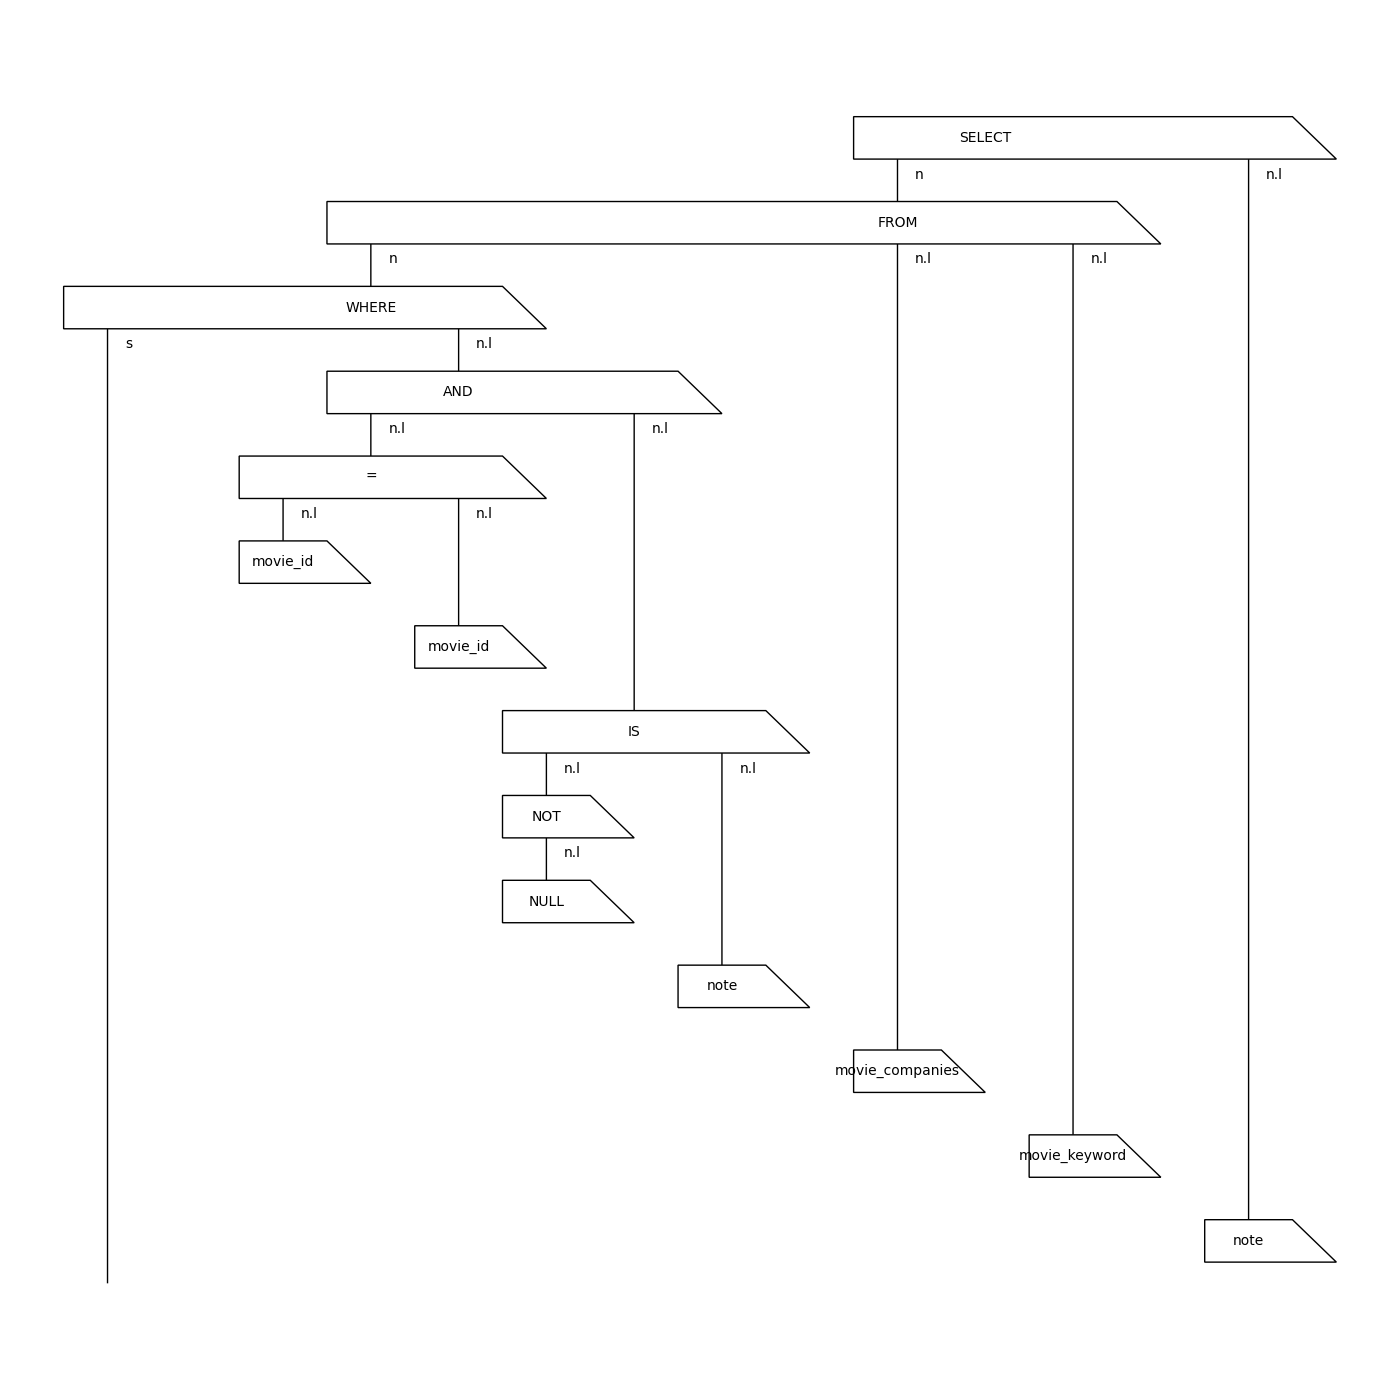 SELECT
n n.l
FROM
n n.l n.l
WHERE
s n.l
AND
n.l n.l
=
n.l n.l
movie_id
movie_id
IS
n.l n.l
NOT
n.l
NULL
note
movie_companies
movie_keyword
note